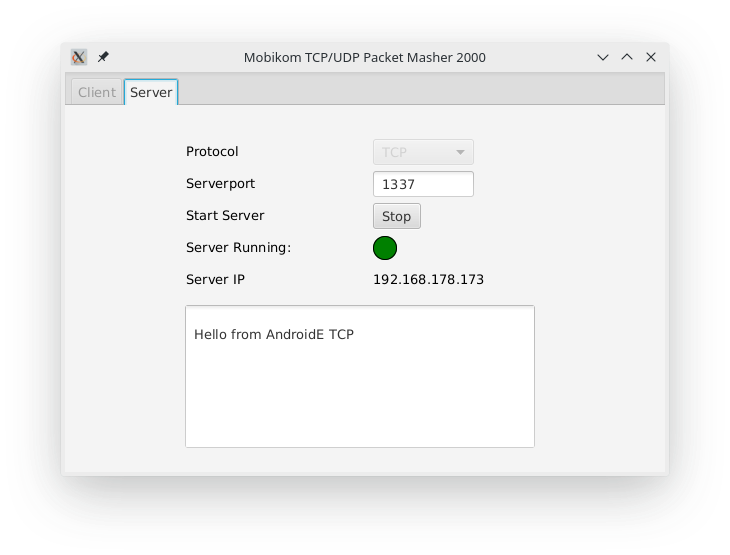 Mobikom TCP/UDP Packet Masher 2000
Client Server
Protocol TCP
Serverport 1337
Start Server Stop
Server Running:
Server IP 192.168.178.173
Hello from AndroidE TCP